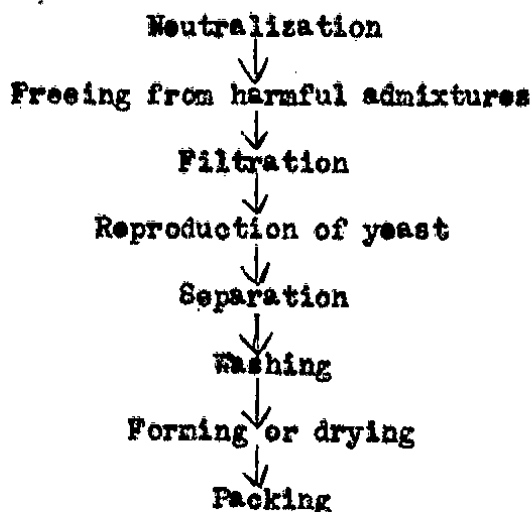 Neutralization
Freeing from harmful admixtures
Filtration
Reproduction of yeast
Separation
Washing
Forming or drying
Packing